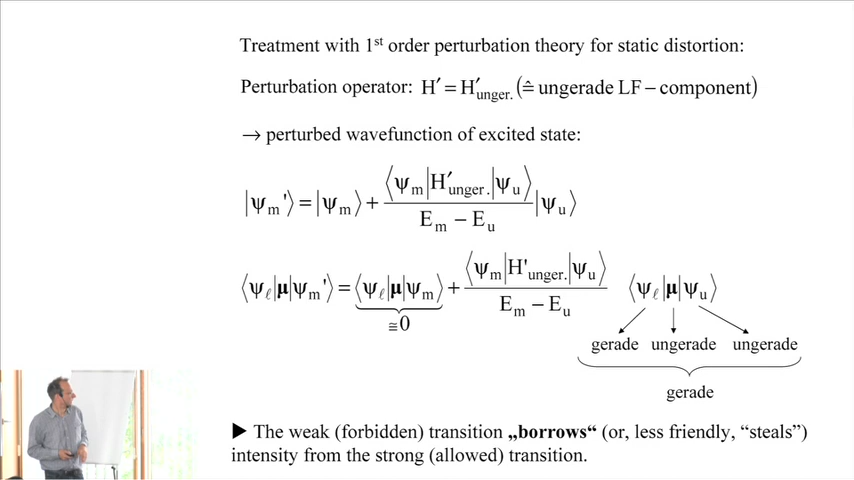 Treatment with 1st order perturbation theory for static distortion:
Perturbation operator: H′ = H′unger. (≙ ungerade LF – component)
→ perturbed wavefunction of excited state:
|ψm'⟩ = |ψm⟩ + ⟨ψm|H′unger.|ψu⟩ / (Em − Eu) |ψu⟩
⟨ψℓ|μ|ψm'⟩ = ⟨ψℓ|μ|ψm⟩ + ⟨ψm|H'unger.|ψu⟩ / (Em − Eu) ⟨ψℓ|μ|ψu⟩
≅0
gerade ungerade ungerade
gerade
▶ The weak (forbidden) transition „borrows“ (or, less friendly, “steals”)
intensity from the strong (allowed) transition.